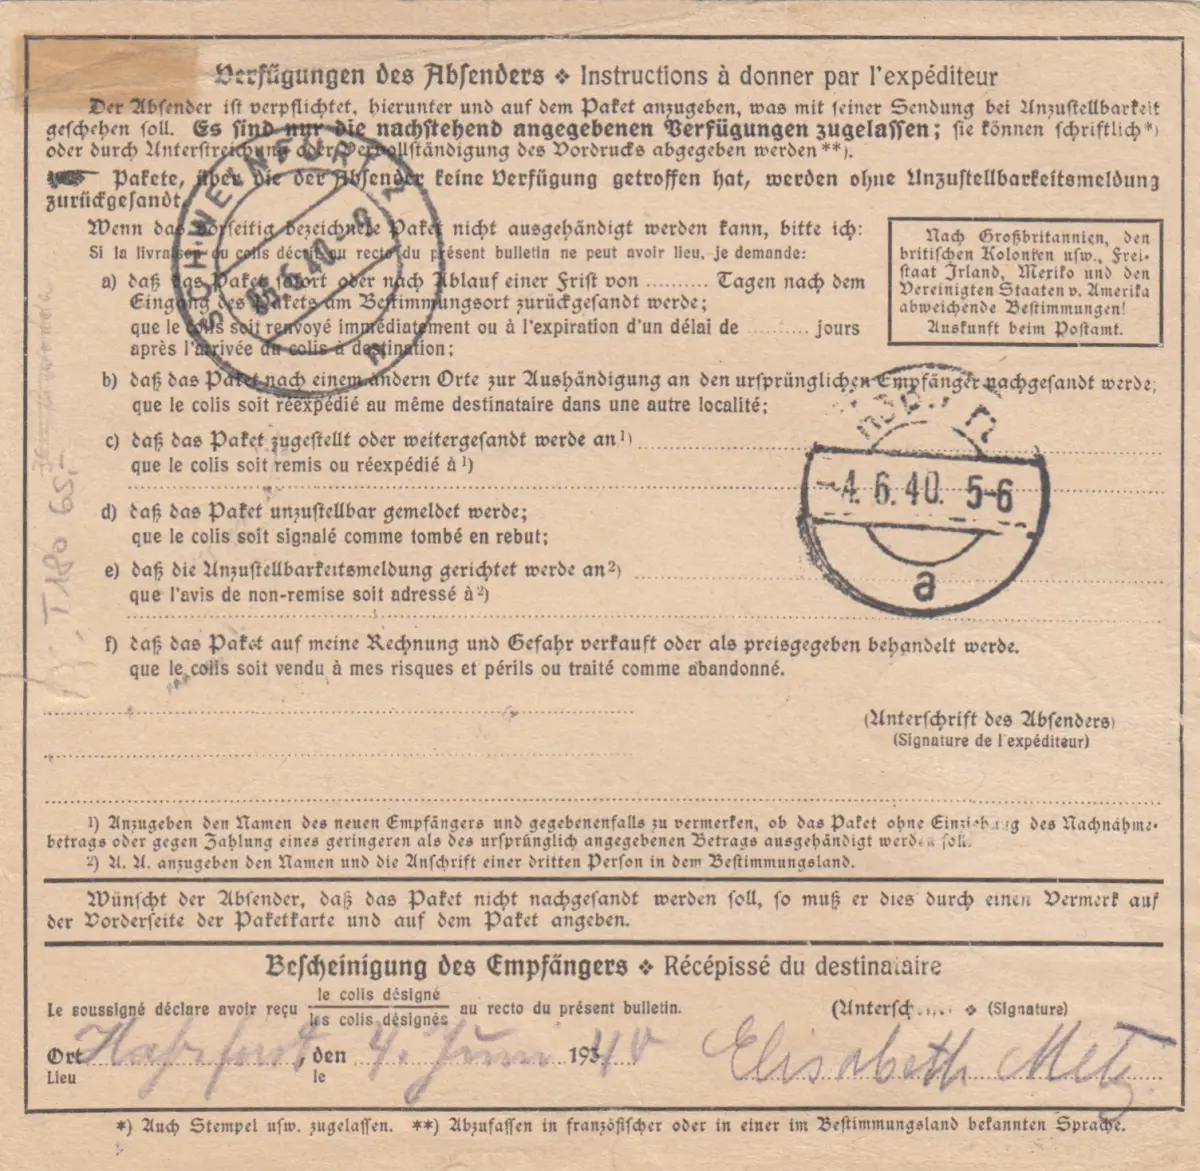 Verfügungen des Absenders ❖ Instructions à donner par l'expéditeur
Der Absender ist verpflichtet, hierunter und auf dem Paket anzugeben, was mit seiner Sendung bei Unzustellbarkeit
geschehen soll. Es sind nur die nachstehend angegebenen Verfügungen zugelassen; sie können schriftlich*)
oder durch Unterstreichung oder Vervollständigung des Vordrucks abgegeben werden**).
Pakete, über die der Absender keine Verfügung getroffen hat, werden ohne Unzustellbarkeitsmeldung
zurückgesandt.
Wenn das vorseitig bezeichnete Paket nicht ausgehändigt werden kann, bitte ich:
Si la livraison du colis décrit au recto du présent bulletin ne peut avoir lieu, je demande:
a) daß das Paket sofort oder nach Ablauf einer Frist von .......... Tagen nach dem
Eingang des Pakets am Bestimmungsort zurückgesandt werde;
que le colis soit renvoyé immédiatement ou à l'expiration d'un délai de .......... jours
après l'arrivée du colis à destination;
Nach Großbritannien, den
britischen Kolonien usw., Frei-
staat Irland, Mexiko und den
Vereinigten Staaten v. Amerika
abweichende Bestimmungen!
Auskunft beim Postamt.
b) daß das Paket nach einem andern Orte zur Aushändigung an den ursprünglichen Empfänger nachgesandt werde;
que le colis soit réexpédié au même destinataire dans une autre localité;
c) daß das Paket zugestellt oder weitergesandt werde an¹)
que le colis soit remis ou réexpédié à¹)
d) daß das Paket unzustellbar gemeldet werde;
que le colis soit signalé comme tombé en rebut;
e) daß die Unzustellbarkeitsmeldung gerichtet werde an²)
que l'avis de non-remise soit adressé à²)
f) daß das Paket auf meine Rechnung und Gefahr verkauft oder als preisgegeben behandelt werde.
que le colis soit vendu à mes risques et périls ou traité comme abandonné.
(Unterschrift des Absenders)
(Signature de l'expéditeur)
¹) Anzugeben den Namen des neuen Empfängers und gegebenenfalls zu vermerken, ob das Paket ohne Einziehung des Nachnahme-
betrags oder gegen Zahlung eines geringeren als des ursprünglich angegebenen Betrags ausgehändigt werden soll.
²) U. U. anzugeben den Namen und die Anschrift einer dritten Person in dem Bestimmungsland.
Wünscht der Absender, daß das Paket nicht nachgesandt werden soll, so muß er dies durch einen Vermerk auf
der Vorderseite der Paketkarte und auf dem Paket angeben.
Bescheinigung des Empfängers ❖ Récépissé du destinataire
Le soussigné déclare avoir reçu le colis désigné
les colis désignés au recto du présent bulletin.
(Unterschrift ❖ (Signature)
Ort Haßfurt, den 4. Juni 1940 Elisabeth Metz
Lieu le
*) Auch Stempel usw. zugelassen. **) Abzufassen in französischer oder in einer im Bestimmungsland bekannten Sprache.
SCHWEINFURT 2
05.6.40-9
n
4.6.40. 5-6
a
T 180 65,-